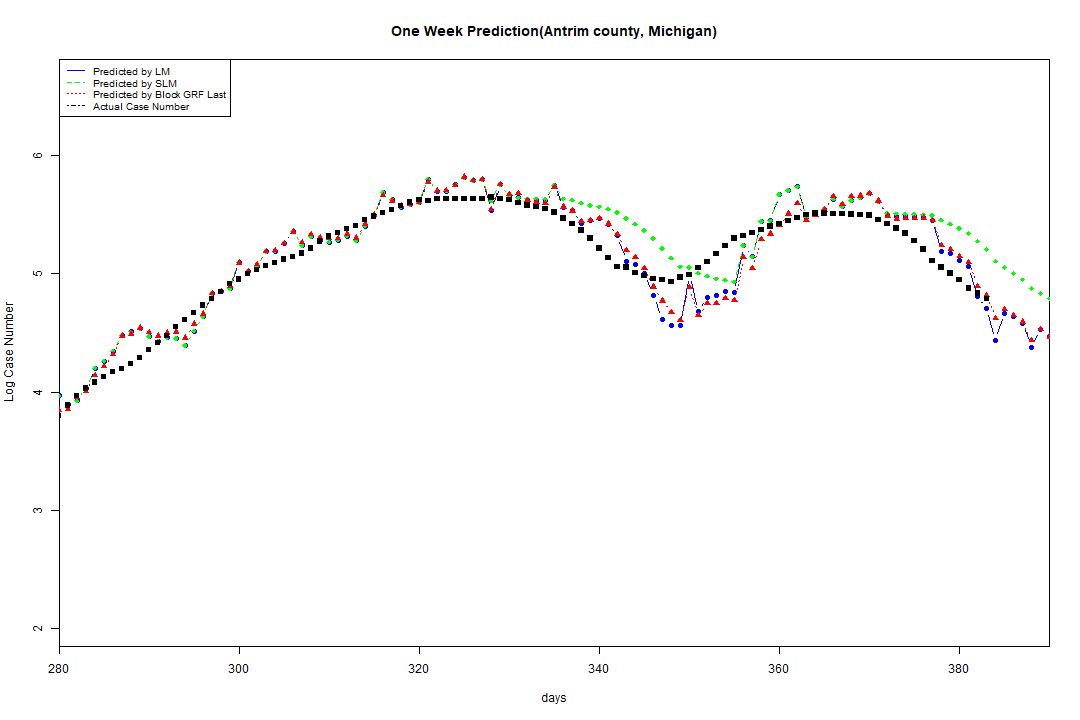 One Week Prediction(Antrim county, Michigan)
Predicted by LM
Predicted by SLM
Predicted by Block GRF Last
Actual Case Number
6
5
4
3
2
Log Case Number
280 300 320 340 360 380
days